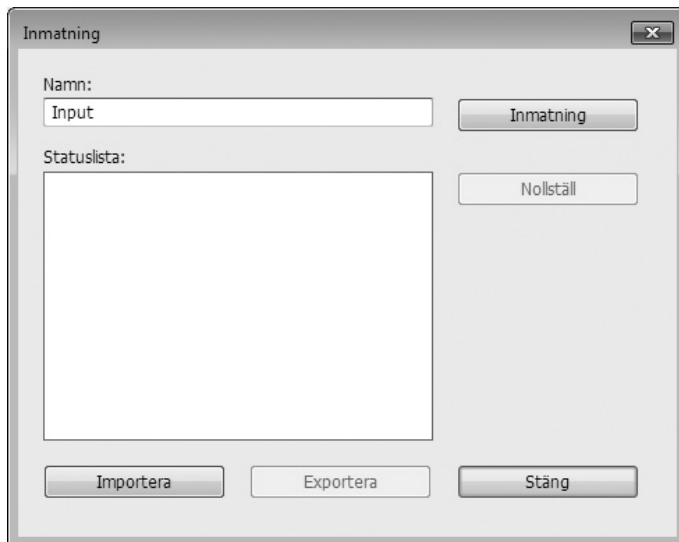 Inmatning
Namn:
Input
Inmatning
Statuslista:
Nollställ
Importera
Exportera
Stäng